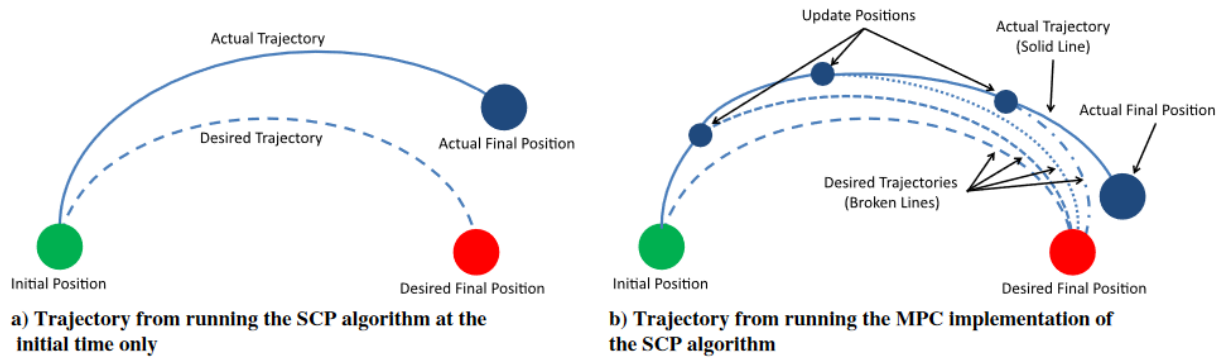 Actual Trajectory
Desired Trajectory
Actual Final Position
Initial Position
Desired Final Position
a) Trajectory from running the SCP algorithm at the
initial time only
Update Positions
Actual Trajectory
(Solid Line)
Actual Final Position
Desired Trajectories
(Broken Lines)
Initial Position
Desired Final Position
b) Trajectory from running the MPC implementation of
the SCP algorithm